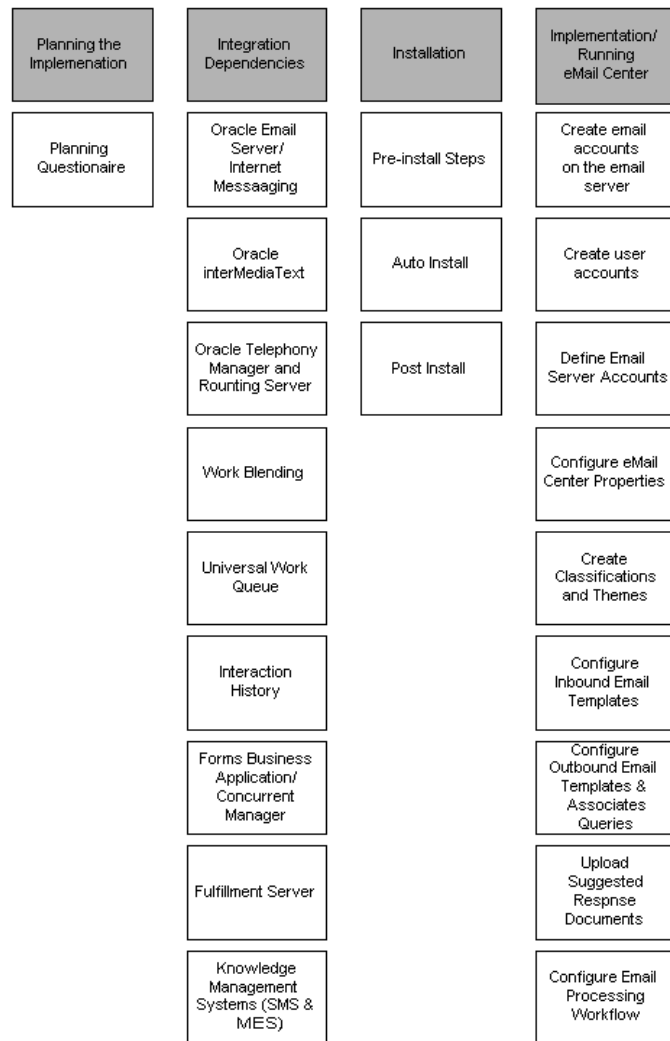 Planning the
Implemenation
Planning
Questionaire
Integration
Dependencies
Oracle Email
Server/
Internet
Messaaging
Oracle
interMediaText
Oracle Telephony
Manager and
Rounting Server
Work Blending
Universal Work
Queue
Interaction
History
Forms Business
Application/
Concurrent
Manager
Fulfillment Server
Knowledge
Management
Systems (SMS &
MES)
Installation
Pre-install Steps
Auto Install
Post Install
Implementation/
Running
eMail Center
Create email
accounts
on the email
server
Create user
accounts
Define Email
Server Accounts
Configure eMail
Center Properties
Create
Classifications
and Themes
Configure
Inbound Email
Templates
Configure
Outbound Email
Templates &
Associates
Queries
Upload
Suggested
Respnse
Documents
Configure Email
Processing
Workflow